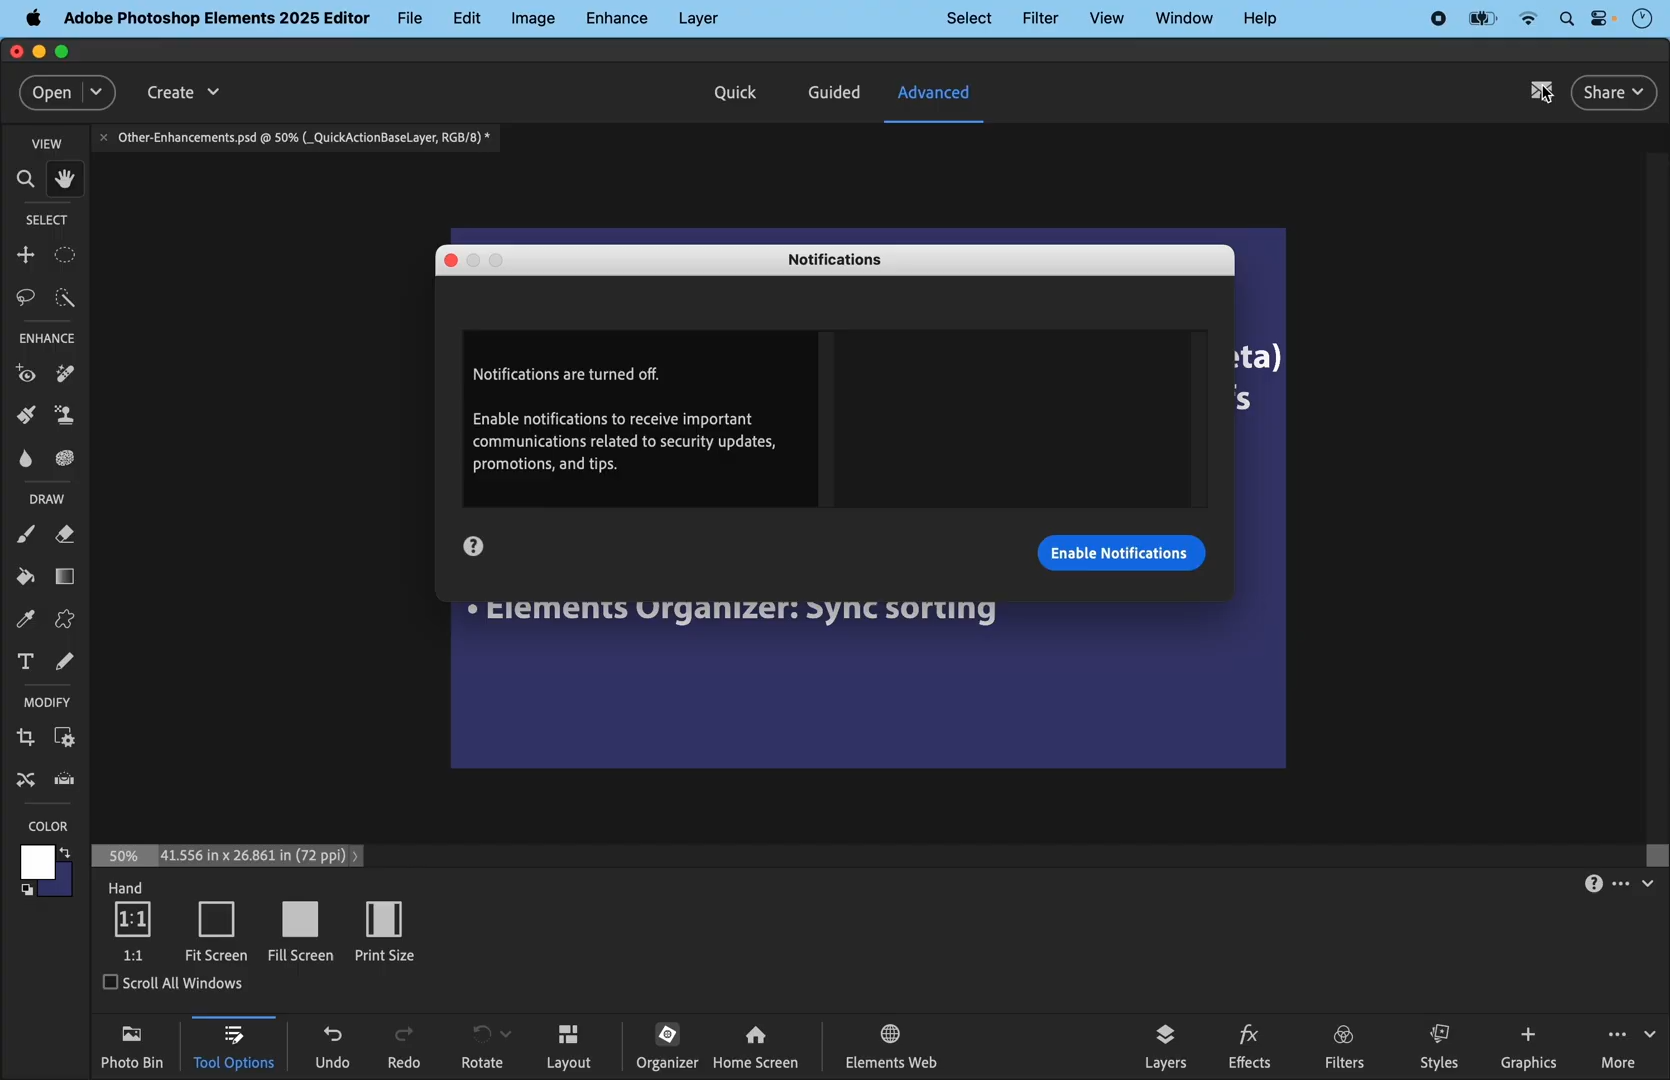 Adobe Photoshop Elements 2025 Editor File Edit Image Enhance Layer Select Filter View Window Help
Open Create Quick Guided Advanced Share
Other-Enhancements.psd @ 50% (_QuickActionBaseLayer, RGB/8) *
VIEW
SELECT
ENHANCE
DRAW
T
MODIFY
COLOR
Notifications
Notifications are turned off.
Enable notifications to receive important
communications related to security updates,
promotions, and tips.
?
Enable Notifications
eta)
• Elements Organizer: Sync sorting
50% 41.556 in x 26.861 in (72 ppi) >
Hand
?
1:1
1:1 Fit Screen Fill Screen Print Size
Scroll All Windows
fx
Photo Bin Tool Options Undo Redo Rotate Layout Organizer Home Screen Elements Web Layers Effects Filters Styles Graphics More